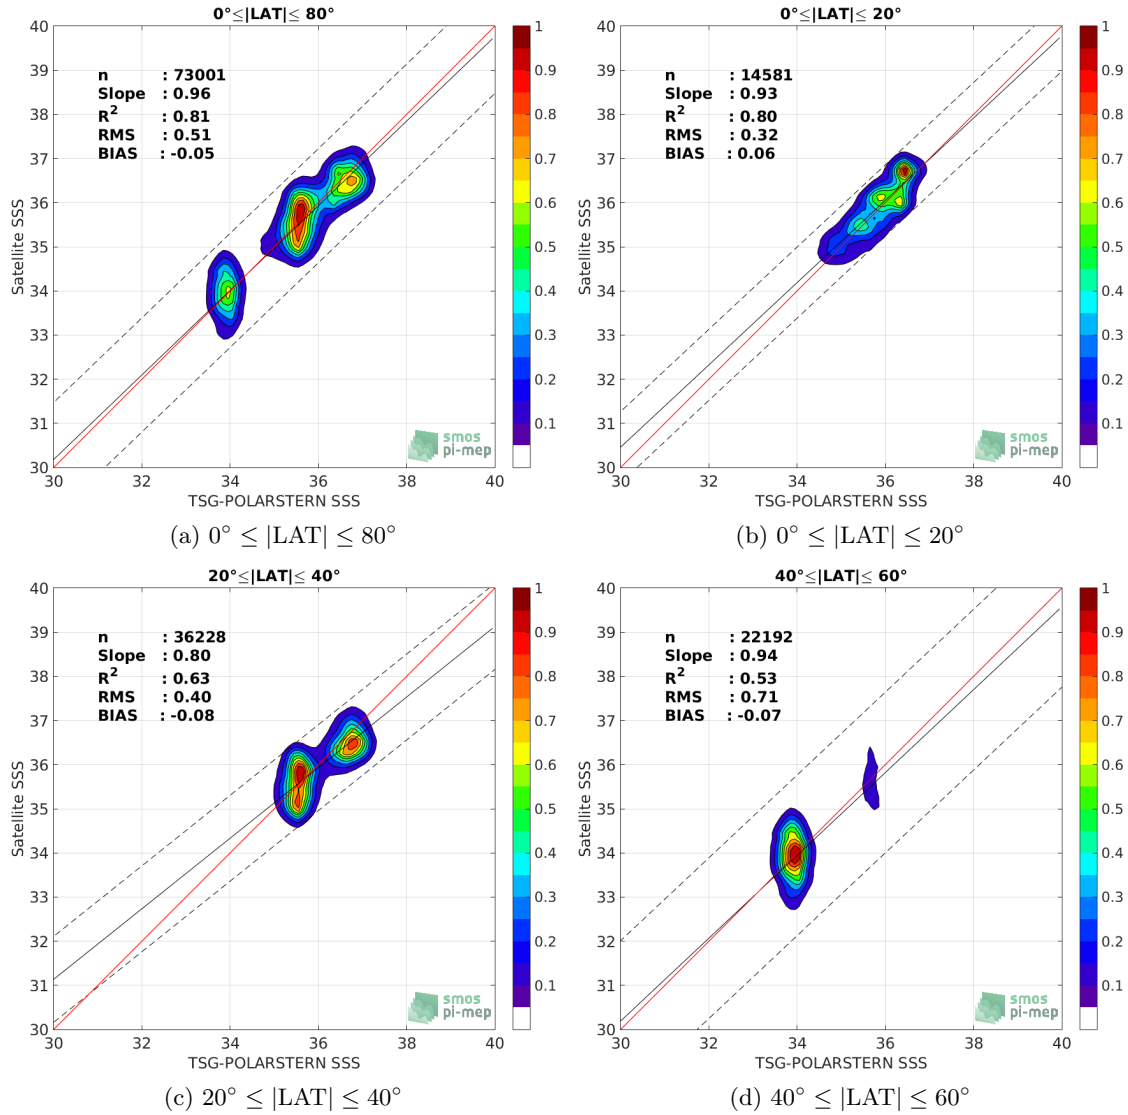 0°≤|LAT|≤ 80°
n : 73001
Slope : 0.96
R² : 0.81
RMS : 0.51
BIAS : -0.05
Satellite SSS
40
39
38
37
36
35
34
33
32
31
30
30 32 34 36 38 40
TSG-POLARSTERN SSS
1
0.9
0.8
0.7
0.6
0.5
0.4
0.3
0.2
0.1
smos
pi-mep
(a) 0° ≤ |LAT| ≤ 80°
0°≤|LAT|≤ 20°
n : 14581
Slope : 0.93
R² : 0.80
RMS : 0.32
BIAS : 0.06
Satellite SSS
40
39
38
37
36
35
34
33
32
31
30
30 32 34 36 38 40
TSG-POLARSTERN SSS
1
0.9
0.8
0.7
0.6
0.5
0.4
0.3
0.2
0.1
smos
pi-mep
(b) 0° ≤ |LAT| ≤ 20°
20°≤|LAT|≤ 40°
n : 36228
Slope : 0.80
R² : 0.63
RMS : 0.40
BIAS : -0.08
Satellite SSS
40
39
38
37
36
35
34
33
32
31
30
30 32 34 36 38 40
TSG-POLARSTERN SSS
1
0.9
0.8
0.7
0.6
0.5
0.4
0.3
0.2
0.1
smos
pi-mep
(c) 20° ≤ |LAT| ≤ 40°
40°≤|LAT|≤ 60°
n : 22192
Slope : 0.94
R² : 0.53
RMS : 0.71
BIAS : -0.07
Satellite SSS
40
39
38
37
36
35
34
33
32
31
30
30 32 34 36 38 40
TSG-POLARSTERN SSS
1
0.9
0.8
0.7
0.6
0.5
0.4
0.3
0.2
0.1
smos
pi-mep
(d) 40° ≤ |LAT| ≤ 60°